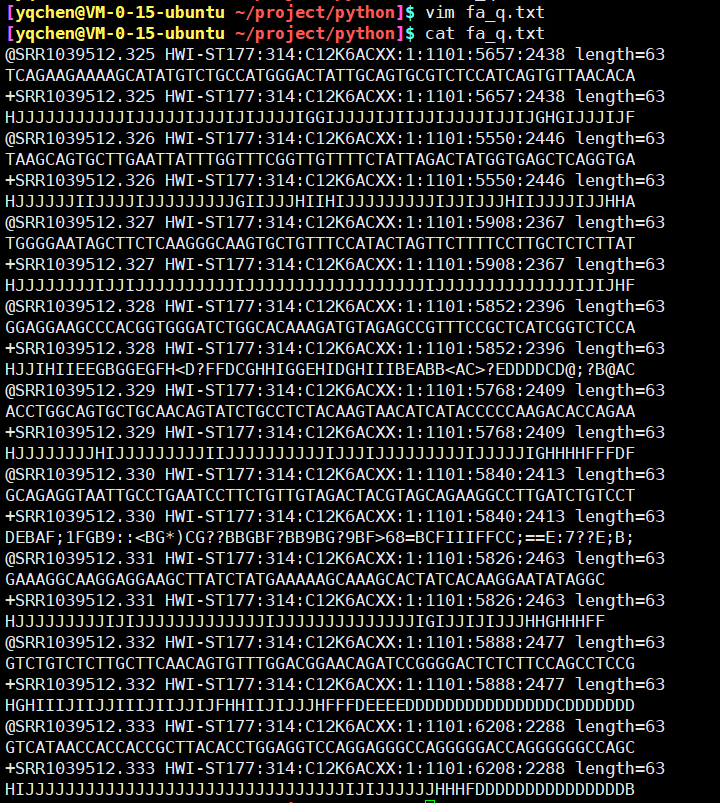 [yqchen@VM-0-15-ubuntu ~/project/python]$ vim fa_q.txt
[yqchen@VM-0-15-ubuntu ~/project/python]$ cat fa_q.txt
@SRR1039512.325 HWI-ST177:314:C12K6ACXX:1:1101:5657:2438 length=63
TCAGAAGAAAAGCATATGTCTGCCATGGGACTATTGCAGTGCGTCTCCATCAGTGTTAACACA
+SRR1039512.325 HWI-ST177:314:C12K6ACXX:1:1101:5657:2438 length=63
HJJJJJJJJJJJIJJJJJIJJJIJIJJJJIGGIJJJJIJIIJJIJJJJIJJIJGHGIJJJIJF
@SRR1039512.326 HWI-ST177:314:C12K6ACXX:1:1101:5550:2446 length=63
TAAGCAGTGCTTGAATTATTTGGTTTCGGTTGTTTTCTATTAGACTATGGTGAGCTCAGGTGA
+SRR1039512.326 HWI-ST177:314:C12K6ACXX:1:1101:5550:2446 length=63
HJJJJJJIIJJJJIJJJJJJJJJGIIJJJHIIHIJJJJJJJJJIJJIJJJHIIJJJJIJJHHA
@SRR1039512.327 HWI-ST177:314:C12K6ACXX:1:1101:5908:2367 length=63
TGGGGAATAGCTTCTCAAGGGCAAGTGCTGTTTCCATACTAGTTCTTTTCCTTGCTCTCTTAT
+SRR1039512.327 HWI-ST177:314:C12K6ACXX:1:1101:5908:2367 length=63
HJJJJJJJJIJJIJJJJJJJJJJIJJJJJJJJJJJJJJJJJJIJJJJJJJJJJJJJJIJIJHF
@SRR1039512.328 HWI-ST177:314:C12K6ACXX:1:1101:5852:2396 length=63
GGAGGAAGCCCACGGTGGGATCTGGCACAAAGATGTAGAGCCGTTTCCGCTCATCGGTCTCCA
+SRR1039512.328 HWI-ST177:314:C12K6ACXX:1:1101:5852:2396 length=63
HJJIHIIEEGBGGEGFH<D?FFDCGHHIGGEHIDGHIIIBEABB<AC>?EDDDDCD@;?B@AC
@SRR1039512.329 HWI-ST177:314:C12K6ACXX:1:1101:5768:2409 length=63
ACCTGGCAGTGCTGCAACAGTATCTGCCTCTACAAGTAACATCATACCCCCAAGACACCAGAA
+SRR1039512.329 HWI-ST177:314:C12K6ACXX:1:1101:5768:2409 length=63
HJJJJJJJJHIJJJJJJJJJIIJJJJJJJJJJIJJJIJJJJJJJJJIJJJJJIGHHHHFFFDF
@SRR1039512.330 HWI-ST177:314:C12K6ACXX:1:1101:5840:2413 length=63
GCAGAGGTAATTGCCTGAATCCTTCTGTTGTAGACTACGTAGCAGAAGGCCTTGATCTGTCCT
+SRR1039512.330 HWI-ST177:314:C12K6ACXX:1:1101:5840:2413 length=63
DEBAF;1FGB9::<BG*)CG??BBGBF?BB9BG?9BF>68=BCFIIIFFCC;==E:7??E;B;
@SRR1039512.331 HWI-ST177:314:C12K6ACXX:1:1101:5826:2463 length=63
GAAAGGCAAGGAGGAAGCTTATCTATGAAAAAGCAAAGCACTATCACAAGGAATATAGGC
+SRR1039512.331 HWI-ST177:314:C12K6ACXX:1:1101:5826:2463 length=63
HJJJJJJJJJIJIJJJJJJJJJJJJJIJJJJJJJJJJJJJJIGIJJIJIJJJHHGHHHFF
@SRR1039512.332 HWI-ST177:314:C12K6ACXX:1:1101:5888:2477 length=63
GTCTGTCTCTTGCTTCAACAGTGTTTGGACGGAACAGATCCGGGGACTCTCTTCCAGCCTCCG
+SRR1039512.332 HWI-ST177:314:C12K6ACXX:1:1101:5888:2477 length=63
HGHIIIJIIJJIIIJIIJJIJFHHIIJIJJJHFFFDEEEEDDDDDDDDDDDDDDDCDDDDDDD
@SRR1039512.333 HWI-ST177:314:C12K6ACXX:1:1101:6208:2288 length=63
GTCATAACCACCACCGCTTACACCTGGAGGTCCAGGAGGGCCAGGGGGACCAGGGGGGCCAGC
+SRR1039512.333 HWI-ST177:314:C12K6ACXX:1:1101:6208:2288 length=63
HIJJJJJJJJJJJJJJJJJJJJJJJJJJJJJJJIJIJJJJJJHHHFDDDDDDDDDDDDDDDDB